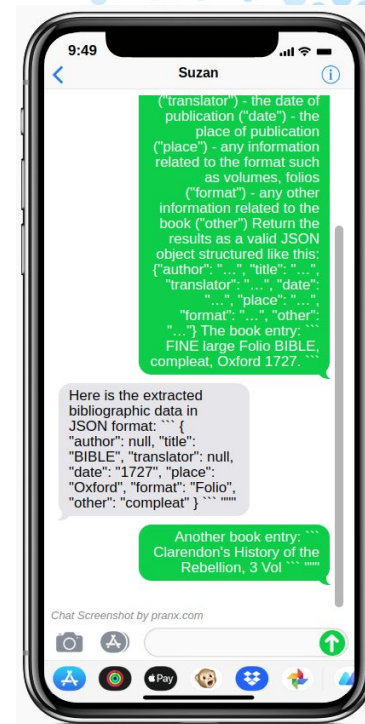 9:49
Suzan
("translator") - the date of
publication ("date") - the
place of publication
("place") - any information
related to the format such
as volumes, folios
("format") - any other
information related to the
book ("other") Return the
results as a valid JSON
object structured like this:
{"author": "…", "title": "…",
"translator": "…", "date":
"…", "place": "…",
"format": "…", "other":
"…"} The book entry: ```
FINE large Folio BIBLE,
compleat, Oxford 1727. ```
Here is the extracted
bibliographic data in
JSON format: ``` {
"author": null, "title":
"BIBLE", "translator": null,
"date": "1727", "place":
"Oxford", "format": "Folio",
"other": "compleat" } ``` """
Another book entry: ```
Clarendon's History of the
Rebellion, 3 Vol ``` """
Chat Screenshot by pranx.com
Pay